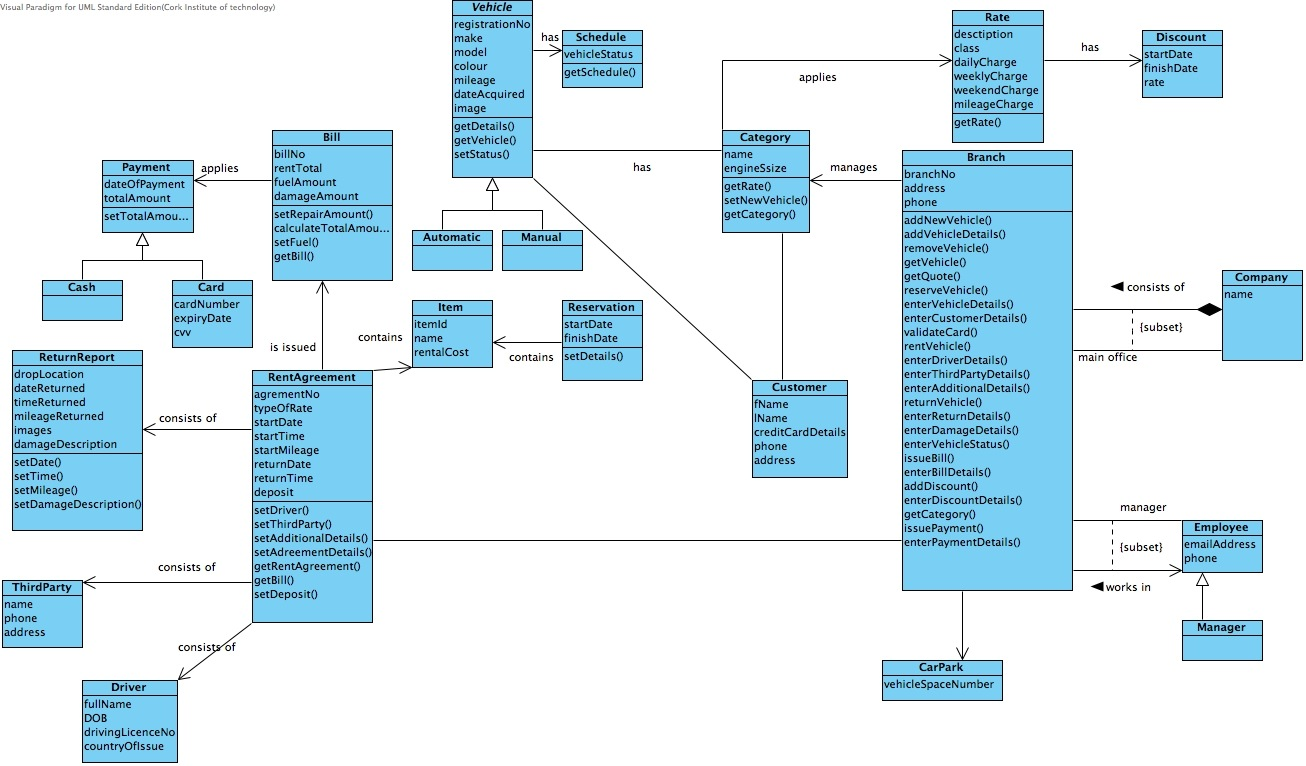 Visual Paradigm for UML Standard Edition(Cork Institute of technology)
Vehicle
registrationNo
make
model
colour
mileage
dateAcquired
image
getDetails()
getVehicle()
setStatus()
has
Schedule
vehicleStatus
getSchedule()
Rate
desctiption
class
dailyCharge
weeklyCharge
weekendCharge
mileageCharge
getRate()
has
Discount
startDate
finishDate
rate
applies
Bill
billNo
rentTotal
fuelAmount
damageAmount
setRepairAmount()
calculateTotalAmou...
setFuel()
getBill()
applies
Payment
dateOfPayment
totalAmount
setTotalAmou...
Cash
Card
cardNumber
expiryDate
cvv
Automatic
Manual
has
Category
name
engineSsize
getRate()
setNewVehicle()
getCategory()
manages
Branch
branchNo
address
phone
addNewVehicle()
addVehicleDetails()
removeVehicle()
getVehicle()
getQuote()
reserveVehicle()
enterVehicleDetails()
enterCustomerDetails()
validateCard()
rentVehicle()
enterDriverDetails()
enterThirdPartyDetails()
enterAdditionalDetails()
returnVehicle()
enterReturnDetails()
enterDamageDetails()
enterVehicleStatus()
issueBill()
enterBillDetails()
addDiscount()
enterDiscountDetails()
getCategory()
issuePayment()
enterPaymentDetails()
Company
name
consists of
{subset}
main office
is issued
contains
Item
itemId
name
rentalCost
contains
Reservation
startDate
finishDate
setDetails()
ReturnReport
dropLocation
dateReturned
timeReturned
mileageReturned
images
damageDescription
setDate()
setTime()
setMileage()
setDamageDescription()
consists of
RentAgreement
agrementNo
typeOfRate
startDate
startTime
startMileage
returnDate
returnTime
deposit
setDriver()
setThirdParty()
setAdditionalDetails()
setAdreementDetails()
getRentAgreement()
getBill()
setDeposit()
Customer
fName
lName
creditCardDetails
phone
address
manager
{subset}
works in
Employee
emailAddress
phone
Manager
consists of
ThirdParty
name
phone
address
consists of
Driver
fullName
DOB
drivingLicenceNo
countryOfIssue
CarPark
vehicleSpaceNumber